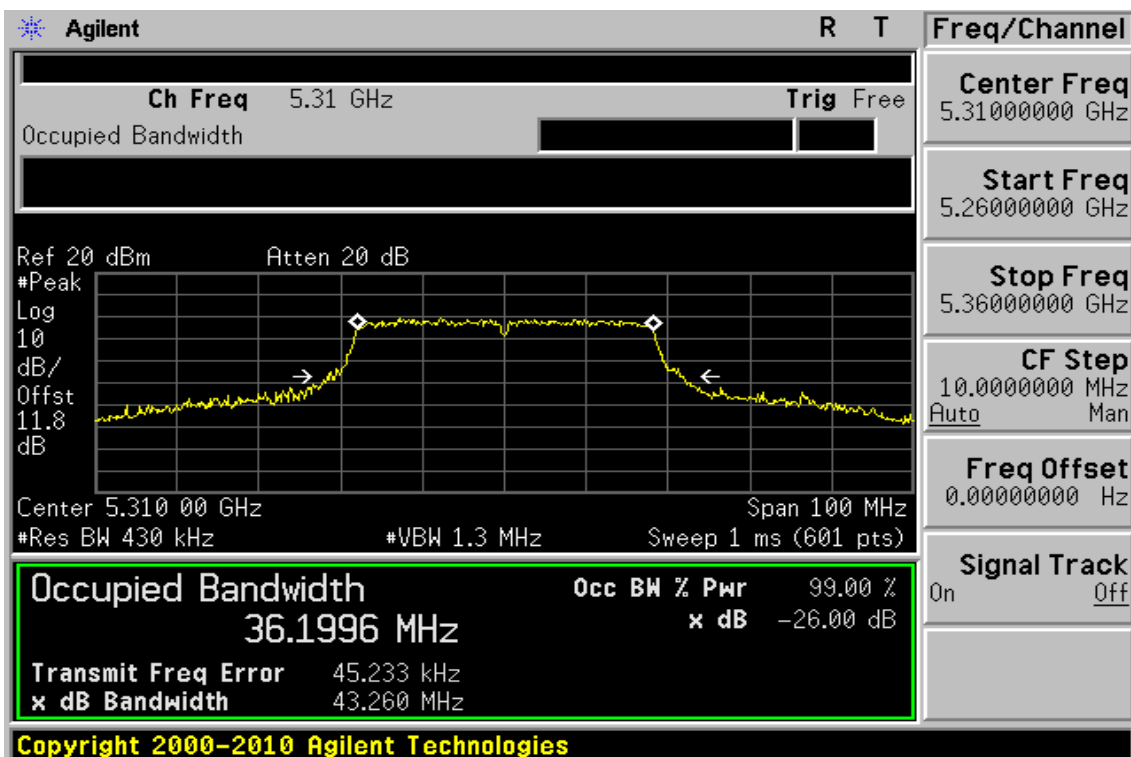 Agilent R T
Ch Freq 5.31 GHz Trig Free
Occupied Bandwidth
Ref 20 dBm Atten 20 dB
#Peak
Log
10
dB/
Offst
11.8
dB
Center 5.310 00 GHz Span 100 MHz
#Res BW 430 kHz #VBW 1.3 MHz Sweep 1 ms (601 pts)
Occupied Bandwidth
36.1996 MHz
Occ BW % Pwr 99.00 %
x dB -26.00 dB
Transmit Freq Error 45.233 kHz
x dB Bandwidth 43.260 MHz
Copyright 2000-2010 Agilent Technologies
Freq/Channel
Center Freq
5.31000000 GHz
Start Freq
5.26000000 GHz
Stop Freq
5.36000000 GHz
CF Step
10.0000000 MHz
Auto Man
Freq Offset
0.00000000 Hz
Signal Track
On Off